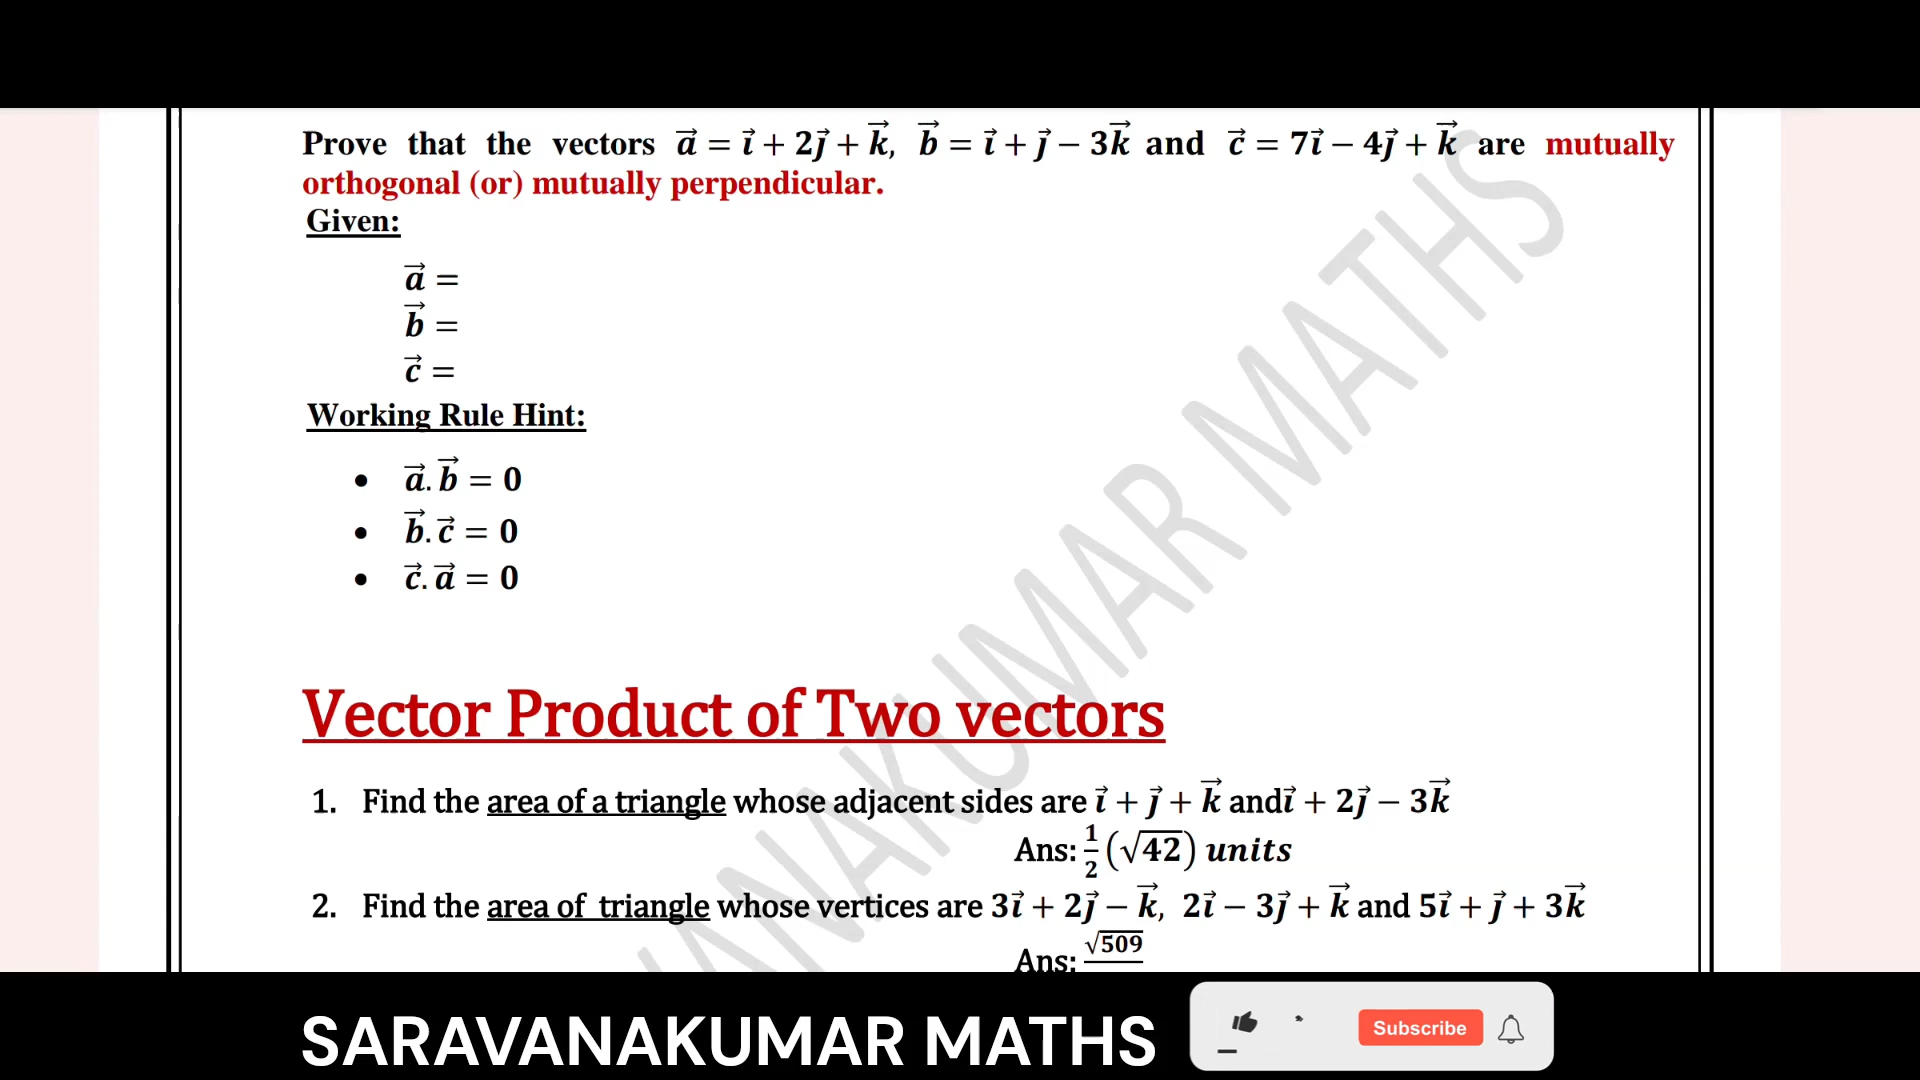 Prove that the vectors a⃗ = i⃗ + 2j⃗ + k⃗, b⃗ = i⃗ + j⃗ − 3k⃗ and c⃗ = 7i⃗ − 4j⃗ + k⃗ are mutually
orthogonal (or) mutually perpendicular.
Given:
a⃗ =
b⃗ =
c⃗ =
Working Rule Hint:
• a⃗. b⃗ = 0
• b⃗. c⃗ = 0
• c⃗. a⃗ = 0
Vector Product of Two vectors
1. Find the area of a triangle whose adjacent sides are i⃗ + j⃗ + k⃗ andi⃗ + 2j⃗ − 3k⃗
Ans: 1/2 (√42) units
2. Find the area of triangle whose vertices are 3i⃗ + 2j⃗ − k⃗, 2i⃗ − 3j⃗ + k⃗ and 5i⃗ + j⃗ + 3k⃗
Ans: √509
ANAKUMAR MATHS
SARAVANAKUMAR MATHS
Subscribe